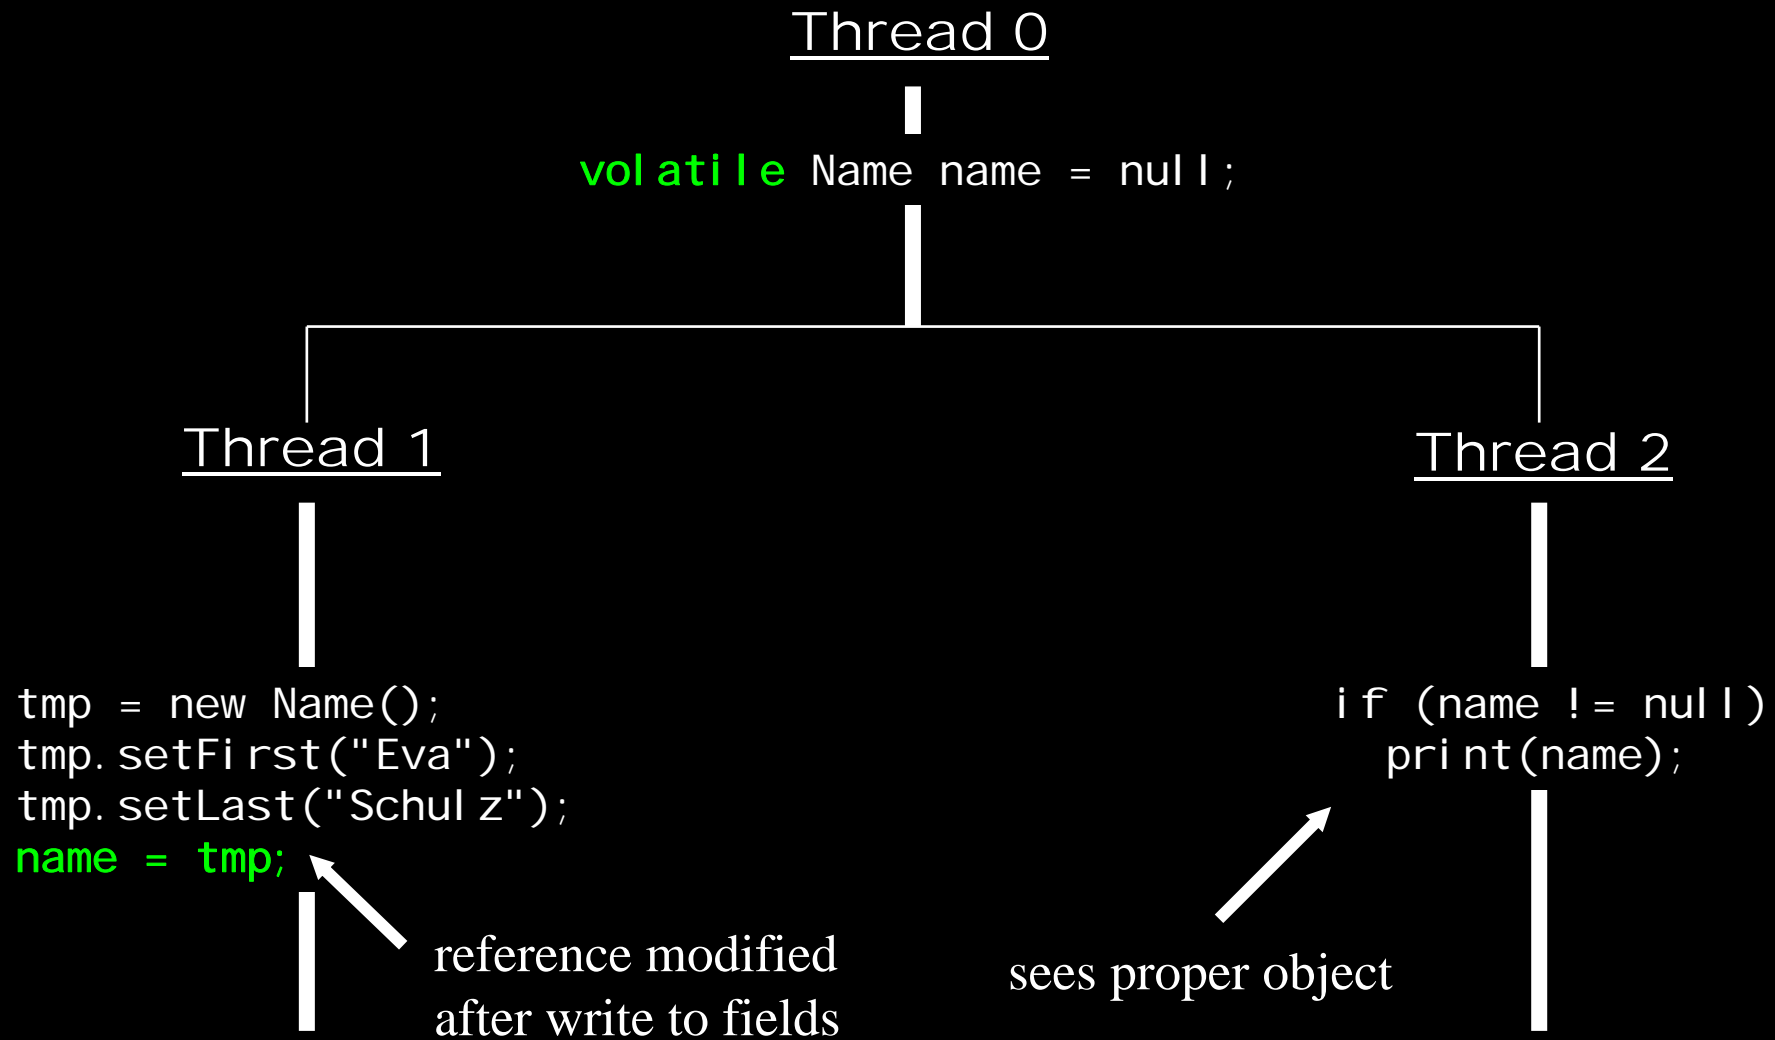 Thread 0
volatile Name name = null;
Thread 1
Thread 2
tmp = new Name();
tmp.setFirst("Eva");
tmp.setLast("Schulz");
name = tmp;
if (name != null)
print(name);
reference modified
after write to fields
sees proper object